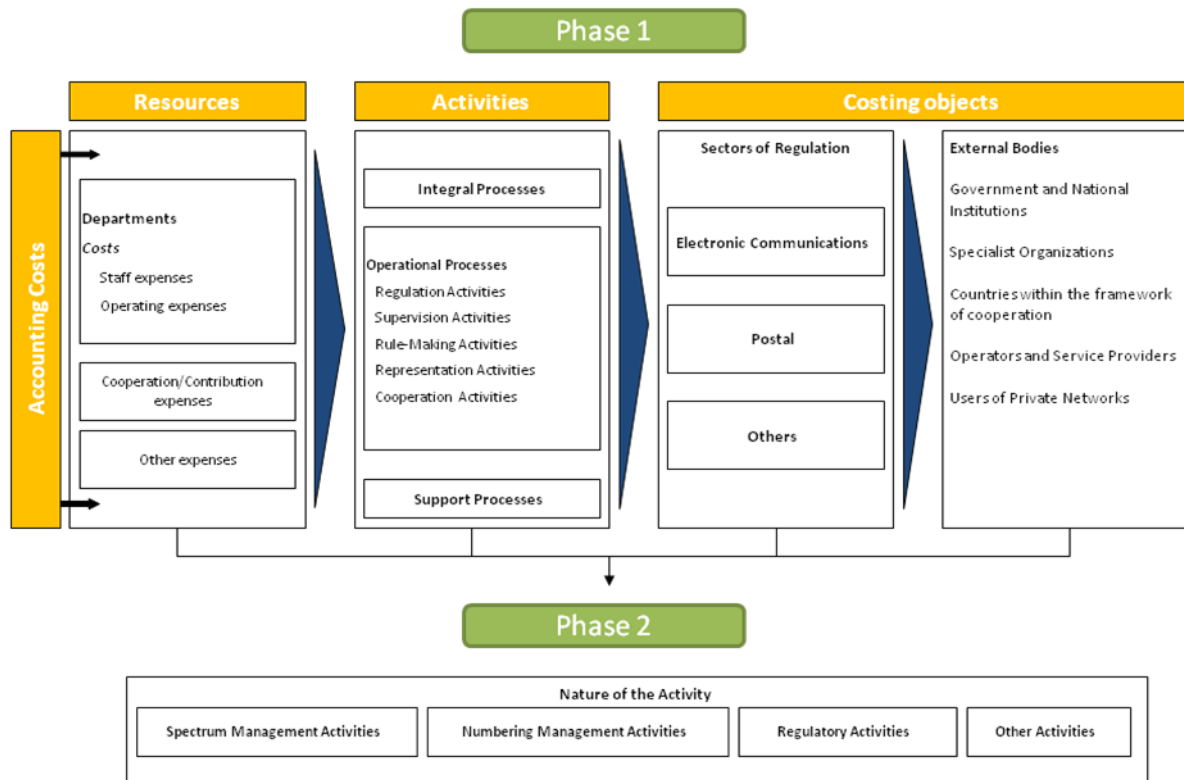 Phase 1
Resources
Activities
Costing objects
Accounting Costs
Departments
Costs
Staff expenses
Operating expenses
Cooperation/Contribution
expenses
Other expenses
Integral Processes
Operational Processes
Regulation Activities
Supervision Activities
Rule-Making Activities
Representation Activities
Cooperation Activities
Support Processes
Sectors of Regulation
Electronic Communications
Postal
Others
External Bodies
Government and National
Institutions
Specialist Organizations
Countries within the framework
of cooperation
Operators and Service Providers
Users of Private Networks
Phase 2
Nature of the Activity
Spectrum Management Activities
Numbering Management Activities
Regulatory Activities
Other Activities